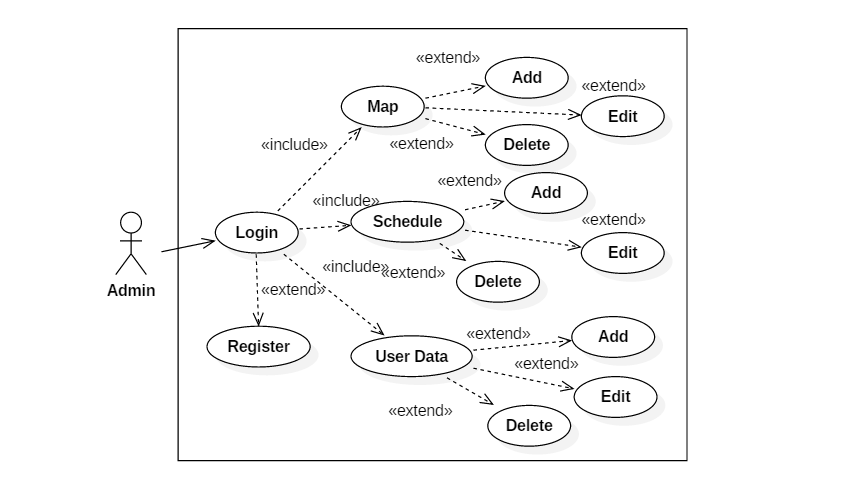 «extend»
Add
«extend»
Map
Edit
«extend»
Delete
«include»
«extend»
Add
«include»
Schedule
«extend»
Login
Edit
«include»
«extend»
Delete
Admin
«extend»
Register
«extend»
Add
User Data
«extend»
Edit
«extend»
Delete